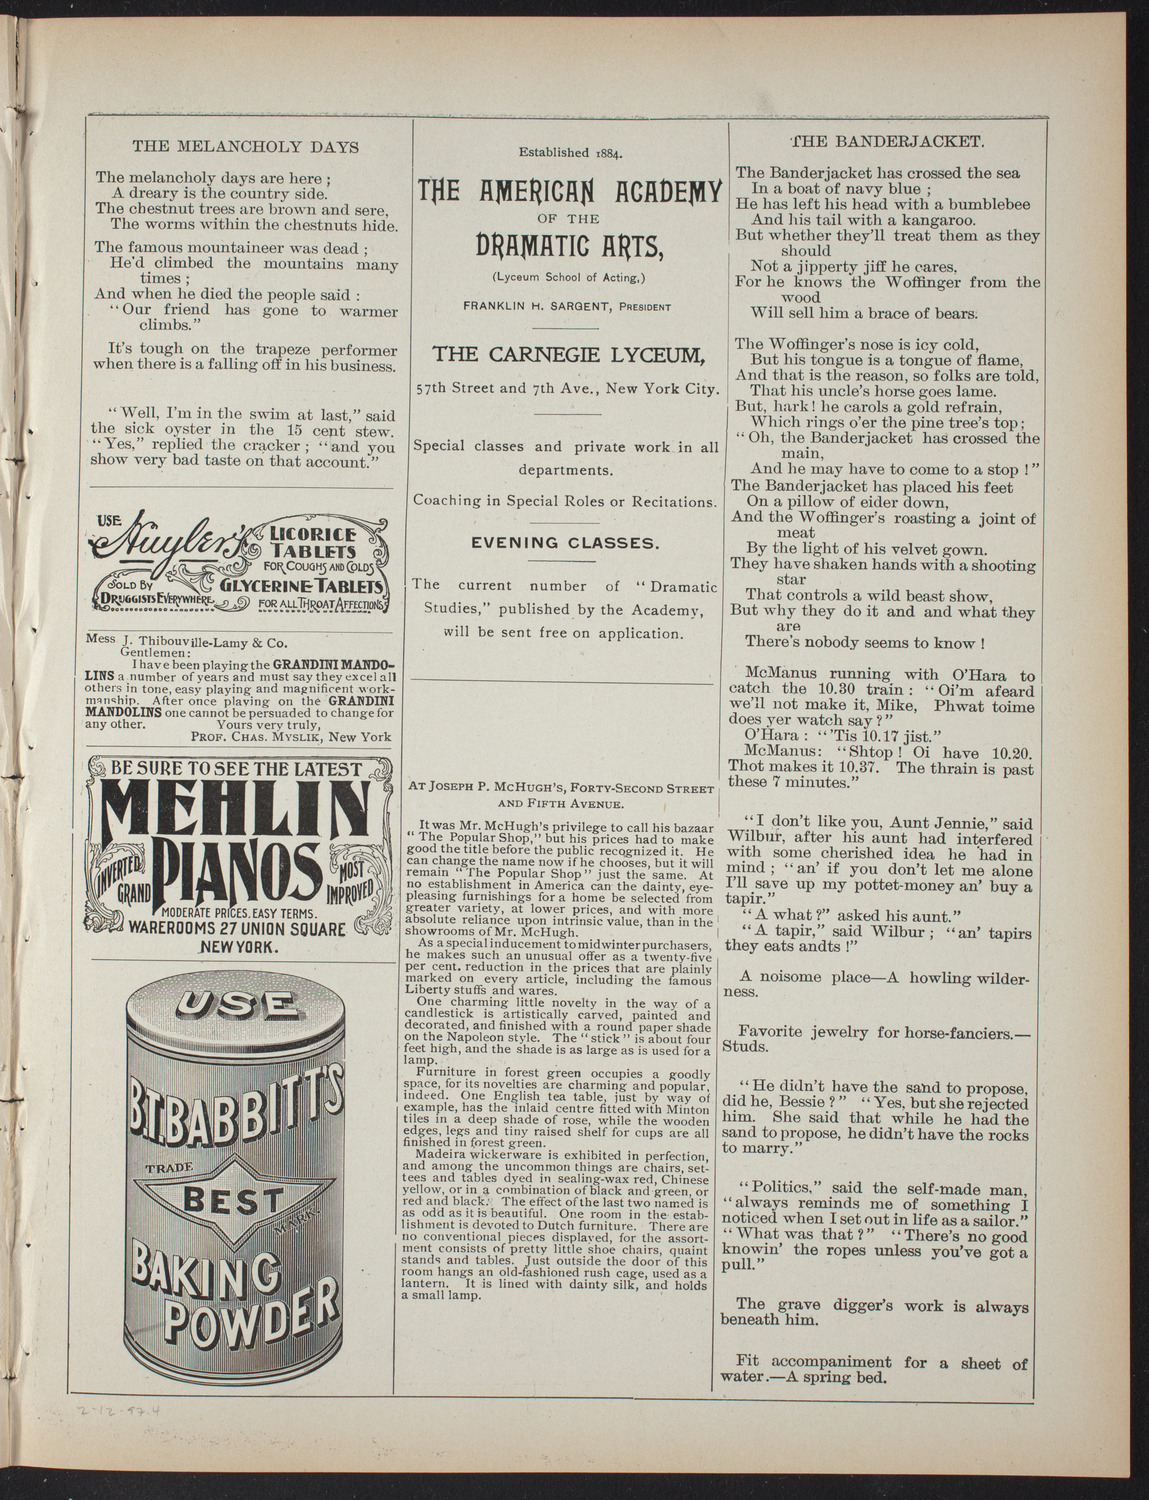 THE MELANCHOLY DAYS
The melancholy days are here ;
A dreary is the country side.
The chestnut trees are brown and sere,
The worms within the chestnuts hide.
The famous mountaineer was dead ;
He'd climbed the mountains many
times ;
And when he died the people said :
“Our friend has gone to warmer
climbs.”
It's tough on the trapeze performer
when there is a falling off in his business.
“Well, I'm in the swim at last,” said
the sick oyster in the 15 cent stew.
“Yes,” replied the cracker ; “and you
show very bad taste on that account.”
USE
Huyler's
LICORICE
TABLETS
FOR COUGHS AND COLDS
SOLD BY
DRUGGISTS EVERYWHERE
GLYCERINE TABLETS
FOR ALL THROAT AFFECTIONS
Mess J. Thibouville-Lamy & Co.
Gentlemen:
I have been playing the GRANDINI MANDO-
LINS a number of years and must say they excel all
others in tone, easy playing and magnificent work-
manship. After once playing on the GRANDINI
MANDOLINS one cannot be persuaded to change for
any other. Yours very truly,
PROF. CHAS. MYSLIK, New York
BE SURE TO SEE THE LATEST
MEHLIN
PIANOS
INVERTED
GRAND
MOST
IMPROVED
MODERATE PRICES. EASY TERMS.
WAREROOMS 27 UNION SQUARE
NEW YORK.
USE
B.T. BABBITT'S
TRADE
BEST
MARK.
BAKING
POWDER
2-12-97.4
Established 1884.
THE AMERICAN ACADEMY
OF THE
DRAMATIC ARTS,
(Lyceum School of Acting,)
FRANKLIN H. SARGENT, PRESIDENT
THE CARNEGIE LYCEUM,
57th Street and 7th Ave., New York City.
Special classes and private work in all
departments.
Coaching in Special Roles or Recitations.
EVENING CLASSES.
The current number of “Dramatic
Studies,” published by the Academy,
will be sent free on application.
AT JOSEPH P. MCHUGH'S, FORTY-SECOND STREET
AND FIFTH AVENUE.
It was Mr. McHugh's privilege to call his bazaar
“The Popular Shop,” but his prices had to make
good the title before the public recognized it. He
can change the name now if he chooses, but it will
remain “The Popular Shop” just the same. At
no establishment in America can the dainty, eye-
pleasing furnishings for a home be selected from
greater variety, at lower prices, and with more
absolute reliance upon intrinsic value, than in the
showrooms of Mr. McHugh.
As a special inducement to midwinter purchasers,
he makes such an unusual offer as a twenty-five
per cent. reduction in the prices that are plainly
marked on every article, including the famous
Liberty stuffs and wares.
One charming little novelty in the way of a
candlestick is artistically carved, painted and
decorated, and finished with a round paper shade
on the Napoleon style. The “stick” is about four
feet high, and the shade is as large as is used for a
lamp.
Furniture in forest green occupies a goodly
space, for its novelties are charming and popular,
indeed. One English tea table, just by way of
example, has the inlaid centre fitted with Minton
tiles in a deep shade of rose, while the wooden
edges, legs and tiny raised shelf for cups are all
finished in forest green.
Madeira wickerware is exhibited in perfection,
and among the uncommon things are chairs, set-
tees and tables dyed in sealing-wax red, Chinese
yellow, or in a combination of black and green, or
red and black. The effect of the last two named is
as odd as it is beautiful. One room in the estab-
lishment is devoted to Dutch furniture. There are
no conventional pieces displayed, for the assort-
ment consists of pretty little shoe chairs, quaint
stands and tables. Just outside the door of this
room hangs an old-fashioned rush cage, used as a
lantern. It is lined with dainty silk, and holds
a small lamp.
THE BANDERJACKET.
The Banderjacket has crossed the sea
In a boat of navy blue ;
He has left his head with a bumblebee
And his tail with a kangaroo.
But whether they'll treat them as they
should
Not a jipperty jiff he cares,
For he knows the Woffinger from the
wood
Will sell him a brace of bears.
The Woffinger's nose is icy cold,
But his tongue is a tongue of flame,
And that is the reason, so folks are told,
That his uncle's horse goes lame.
But, hark! he carols a gold refrain,
Which rings o'er the pine tree's top ;
“Oh, the Banderjacket has crossed the
main,
And he may have to come to a stop !”
The Banderjacket has placed his feet
On a pillow of eider down,
And the Woffinger's roasting a joint of
meat
By the light of his velvet gown.
They have shaken hands with a shooting
star
That controls a wild beast show,
But why they do it and and what they
are
There's nobody seems to know !
McManus running with O'Hara to
catch the 10.30 train : “Oi'm afeard
we'll not make it, Mike, Phwat toime
does yer watch say ?”
O'Hara : “'Tis 10.17 jist.”
McManus: “Shtop ! Oi have 10.20.
Thot makes it 10.37. The thrain is past
these 7 minutes.”
“I don't like you, Aunt Jennie,” said
Wilbur, after his aunt had interfered
with some cherished idea he had in
mind ; “an' if you don't let me alone
I'll save up my pottet-money an' buy a
tapir.”
“A what ?” asked his aunt.”
“A tapir,” said Wilbur ; “an' tapirs
they eats andts !”
A noisome place—A howling wilder-
ness.
Favorite jewelry for horse-fanciers.—
Studs.
“He didn't have the sand to propose,
did he, Bessie ?” “Yes, but she rejected
him. She said that while he had the
sand to propose, he didn't have the rocks
to marry.”
“Politics,” said the self-made man,
“always reminds me of something I
noticed when I set out in life as a sailor.”
“What was that ?” “There's no good
knowin' the ropes unless you've got a
pull.”
The grave digger's work is always
beneath him.
Fit accompaniment for a sheet of
water.—A spring bed.